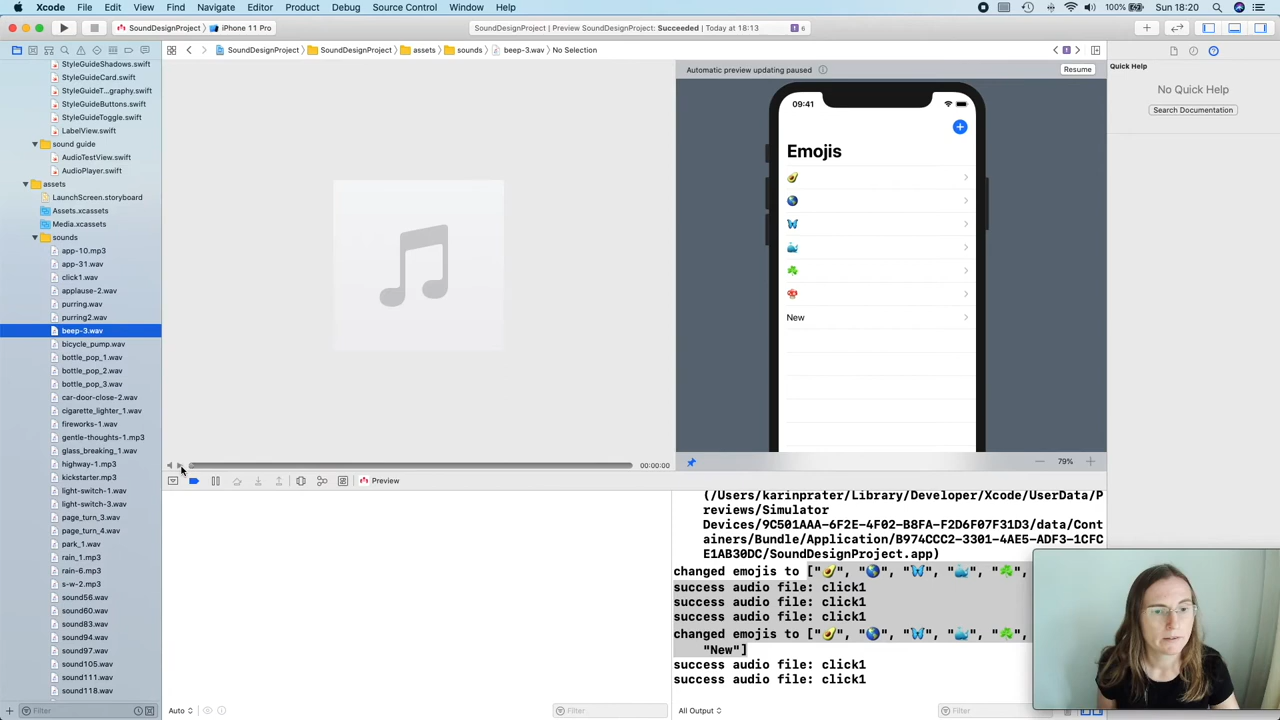 Xcode File Edit View Find Navigate Editor Product Debug Source Control Window Help 100% Sun 18:20
SoundDesignProject iPhone 11 Pro SoundDesignProject | Preview SoundDesignProject: Succeeded | Today at 18:13 6
SoundDesignProject SoundDesignProject assets sounds beep-3.wav No Selection
StyleGuideShadows.swift
StyleGuideCard.swift
StyleGuideT...graphy.swift
StyleGuideButtons.swift
StyleGuideToggle.swift
LabelView.swift
sound guide
AudioTestView.swift
AudioPlayer.swift
assets
LaunchScreen.storyboard
Assets.xcassets
Media.xcassets
sounds
app-10.mp3
app-31.wav
click1.wav
applause-2.wav
purring.wav
purring2.wav
beep-3.wav
bicycle_pump.wav
bottle_pop_1.wav
bottle_pop_2.wav
bottle_pop_3.wav
car-door-close-2.wav
cigarette_lighter_1.wav
fireworks-1.wav
gentle-thoughts-1.mp3
glass_breaking_1.wav
highway-1.mp3
kickstarter.mp3
light-switch-1.wav
light-switch-3.wav
page_turn_3.wav
page_turn_4.wav
park_1.wav
rain_1.mp3
rain-6.mp3
s-w-2.mp3
sound56.wav
sound60.wav
sound83.wav
sound94.wav
sound97.wav
sound105.wav
sound111.wav
sound118.wav
Filter
00:00:00
Preview
Auto
Filter
Automatic preview updating paused
Resume
09:41
Emojis
🥑
🌎
🦋
🐳
☘️
🍄
New
79%
(/Users/karinprater/Library/Developer/Xcode/UserData/P
reviews/Simulator
Devices/9C501AAA-6F2E-4F02-B8FA-F2D6F07F31D3/data/Cont
ainers/Bundle/Application/B974CCC2-3301-4AE5-ADF3-1CFC
E1AB30DC/SoundDesignProject.app)
changed emojis to ["🥑", "🌎", "🦋", "🐳", "☘️",
success audio file: click1
success audio file: click1
success audio file: click1
changed emojis to ["🥑", "🌎", "🦋", "🐳", "☘️",
"New"]
success audio file: click1
success audio file: click1
All Output
Filter
Quick Help
No Quick Help
Search Documentation